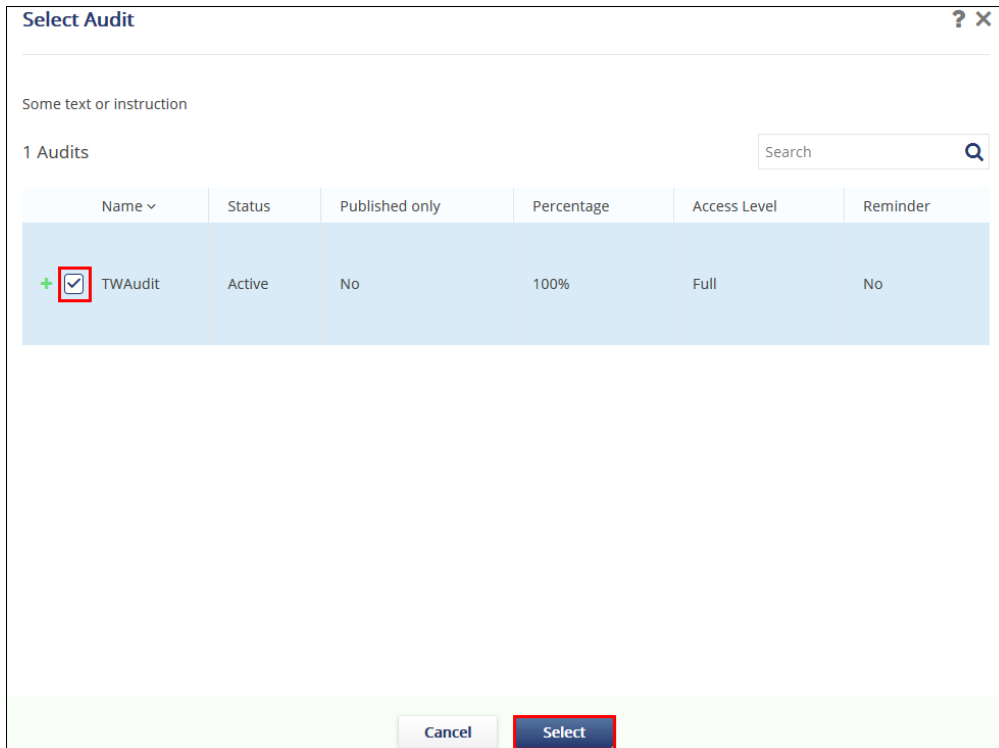 Select Audit ?
Some text or instruction
1 Audits Search
Name Status Published only Percentage Access Level Reminder
TWAudit Active No 100% Full No
Cancel Select